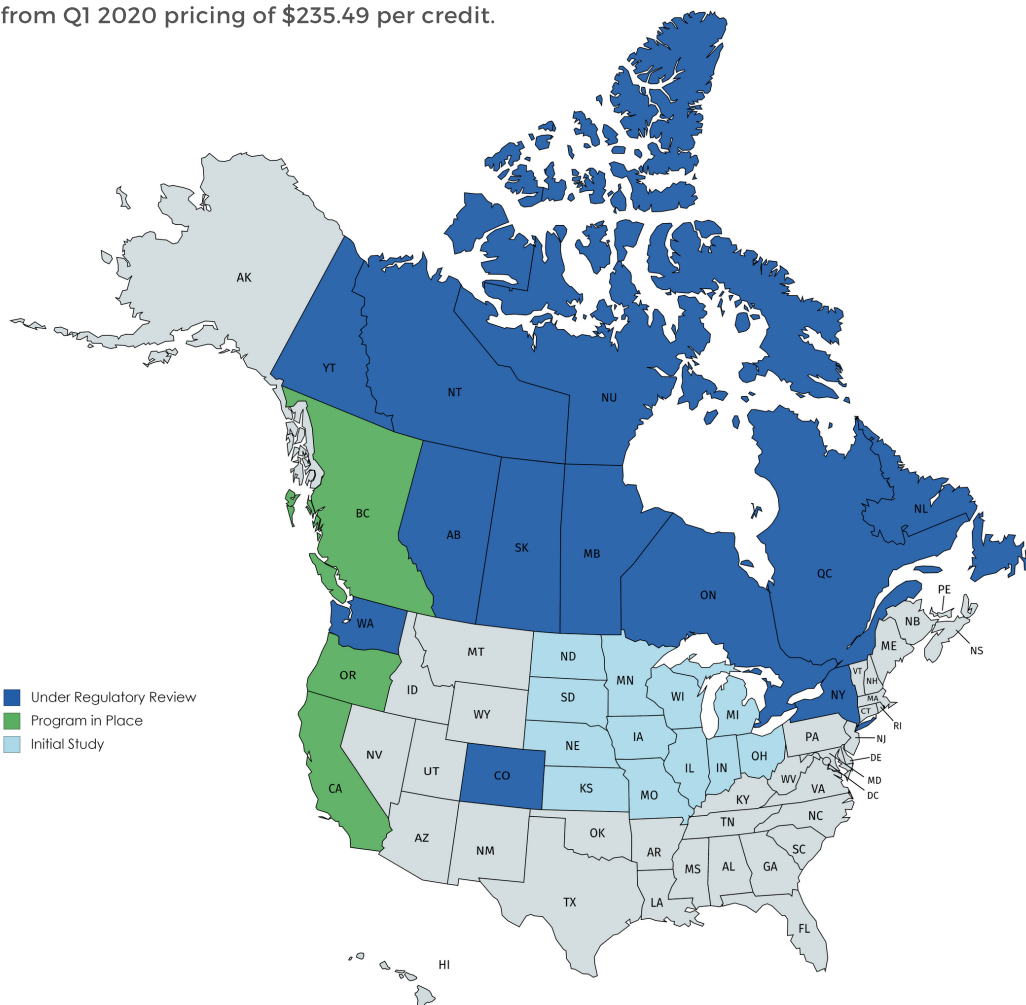 from Q1 2020 pricing of $235.49 per credit.
AK
YT
NT
NU
BC
AB
SK
MB
ON
QC
NL
PE
NB
NS
WA
MT
ND
MN
ME
VT
NH
OR
ID
SD
WI
MI
NY
MA
CT
RI
WY
NE
IA
PA
NJ
NV
UT
CO
KS
IL
IN
OH
DE
MD
DC
CA
MO
WV
VA
KY
AZ
NM
OK
AR
TN
NC
SC
MS
AL
GA
TX
LA
FL
HI
Under Regulatory Review
Program in Place
Initial Study